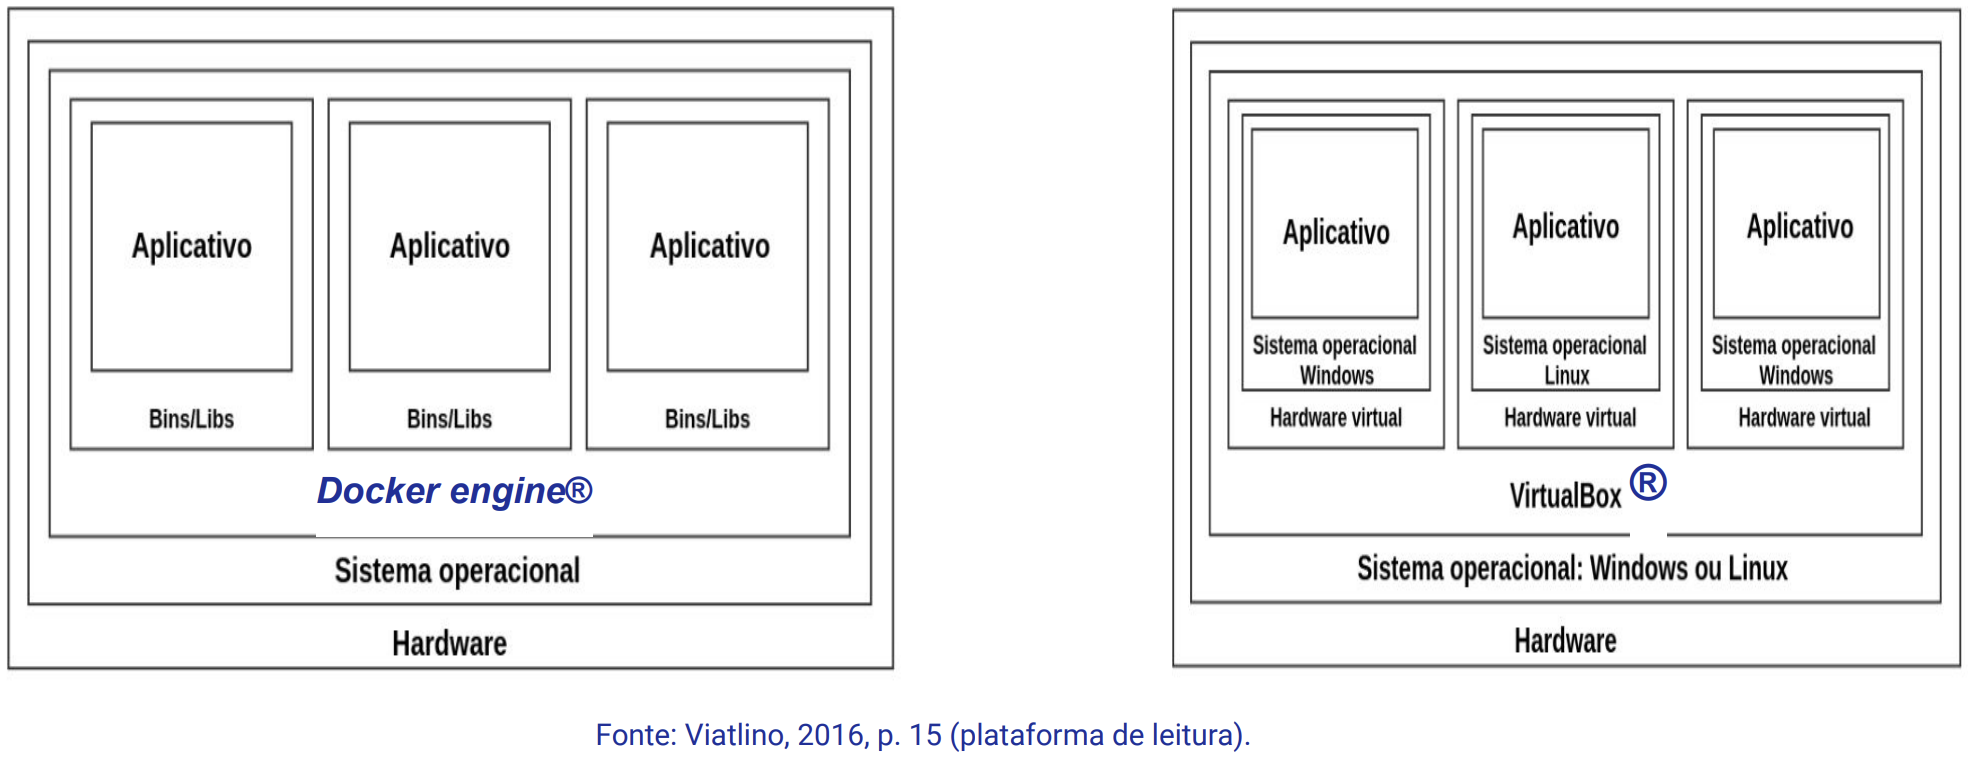 Aplicativo
Aplicativo
Aplicativo
Bins/Libs
Bins/Libs
Bins/Libs
Docker engine®
Sistema operacional
Hardware
Aplicativo
Aplicativo
Aplicativo
Sistema operacional
Windows
Sistema operacional
Linux
Sistema operacional
Windows
Hardware virtual
Hardware virtual
Hardware virtual
VirtualBox ®
Sistema operacional: Windows ou Linux
Hardware
Fonte: Viatlino, 2016, p. 15 (plataforma de leitura).